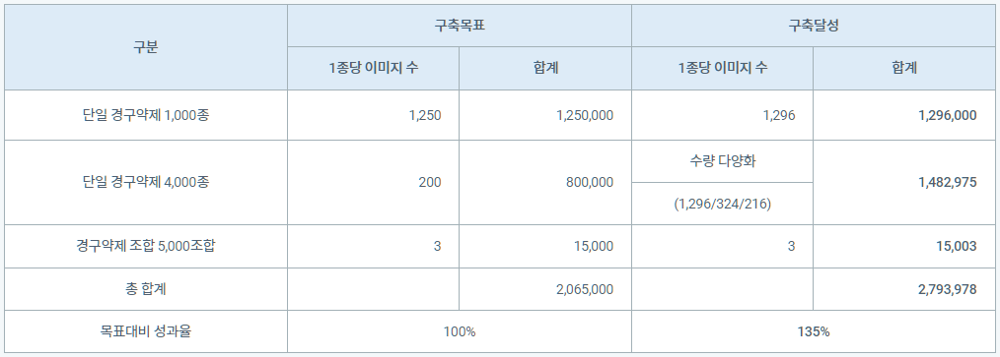 구분
구축목표
구축달성
1종당 이미지 수
합계
1종당 이미지 수
합계
단일 경구약제 1,000종
1,250
1,250,000
1,296
1,296,000
단일 경구약제 4,000종
200
800,000
수량 다양화
(1,296/324/216)
1,482,975
경구약제 조합 5,000조합
3
15,000
3
15,003
총 합계
2,065,000
2,793,978
목표대비 성과율
100%
135%